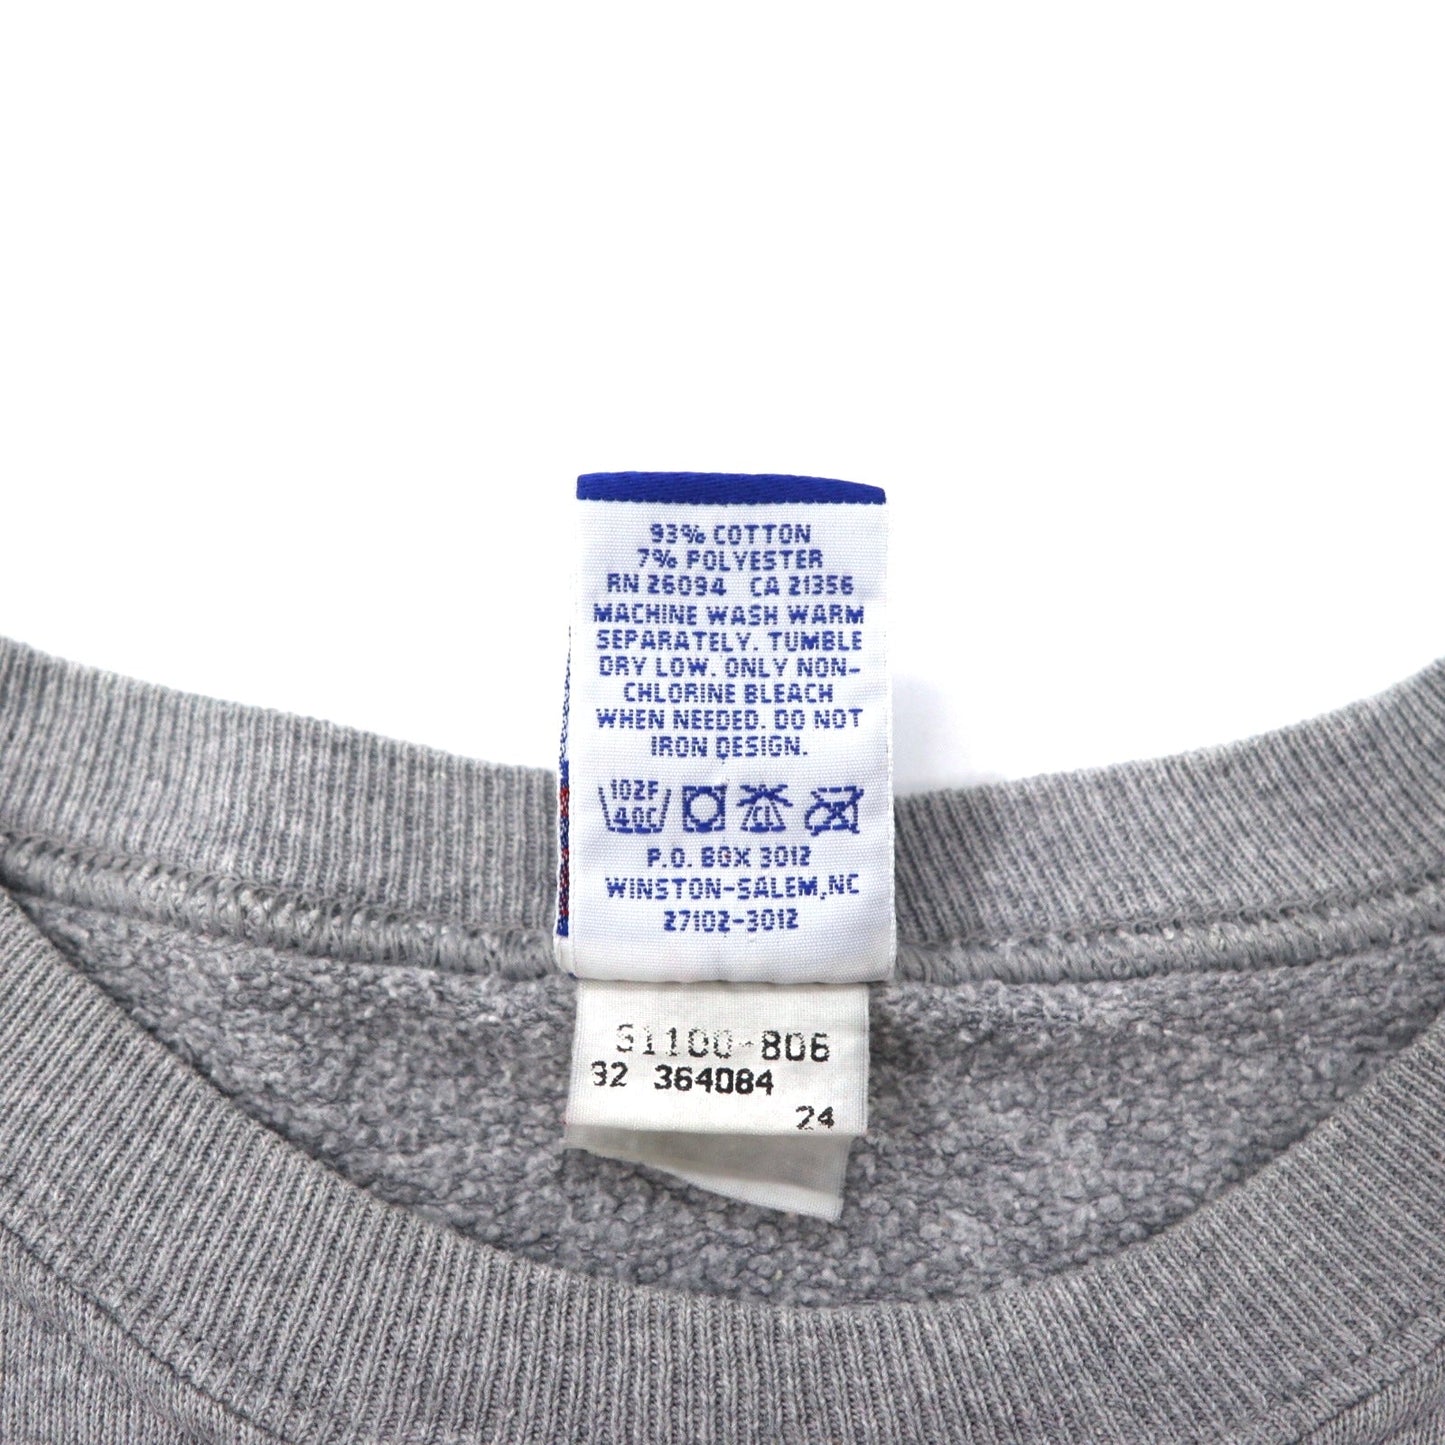 93% COTTON
7% POLYESTER
RN 26094 CA 21356
MACHINE WASH WARM
SEPARATELY. TUMBLE
DRY LOW. ONLY NON-
CHLORINE BLEACH
WHEN NEEDED. DO NOT
IRON DESIGN.
102F
40C CL
P.O. BOX 3012
WINSTON-SALEM, NC
27102-3012
S1100-806
92 364084
24